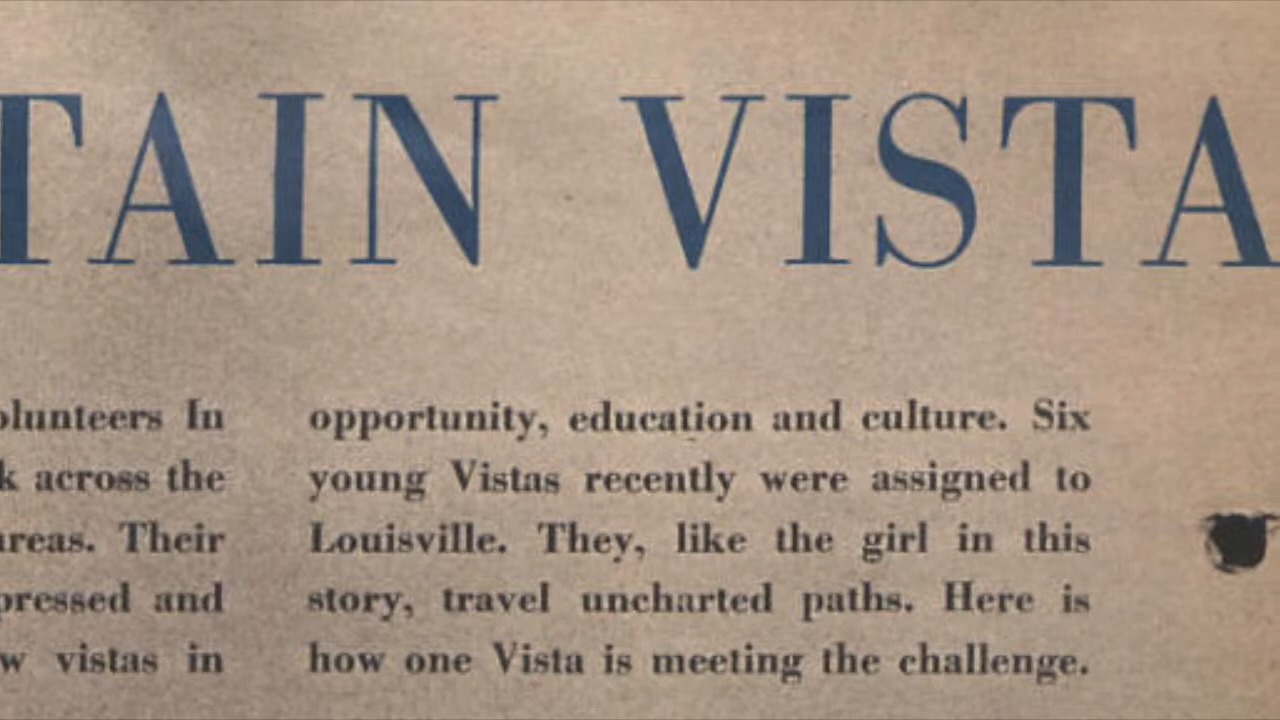 TAIN VISTA
olunteers In
k across the
areas. Their
pressed and
w vistas in
opportunity, education and culture. Six
young Vistas recently were assigned to
Louisville. They, like the girl in this
story, travel uncharted paths. Here is
how one Vista is meeting the challenge.